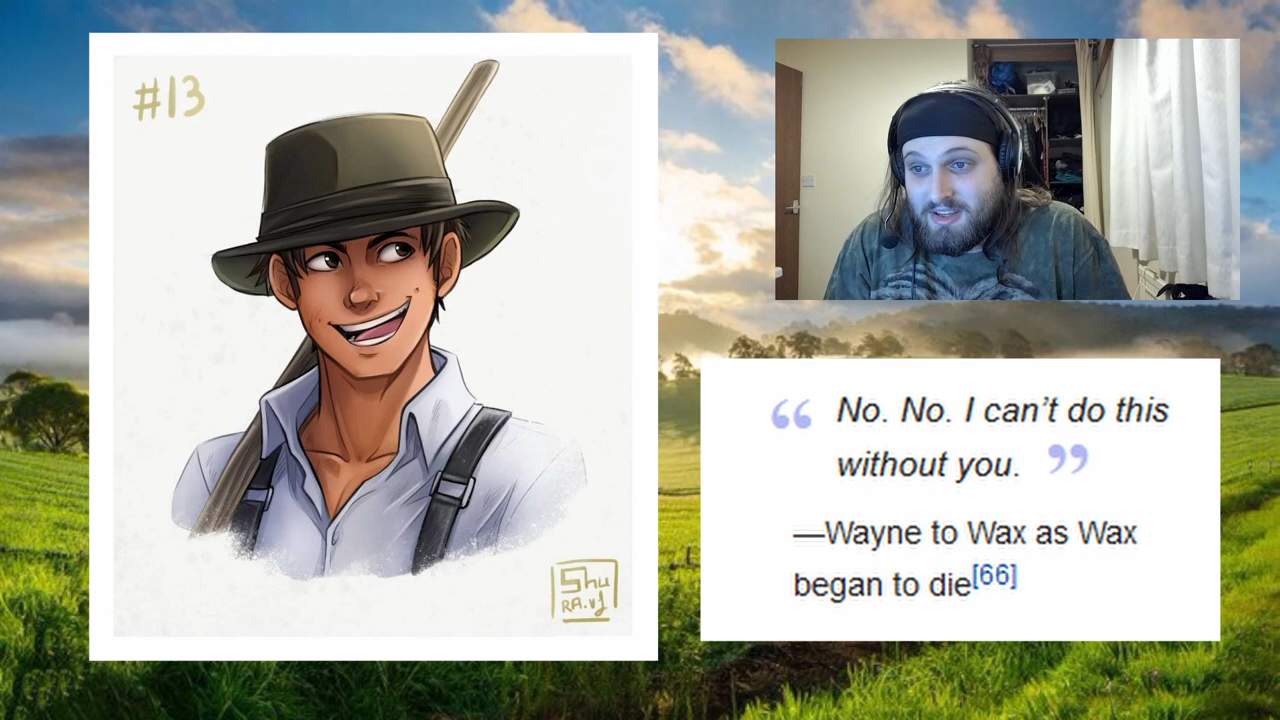 #13
Shu
RA.v1
“ No. No. I can’t do this
without you. ”
—Wayne to Wax as Wax
began to die[66]